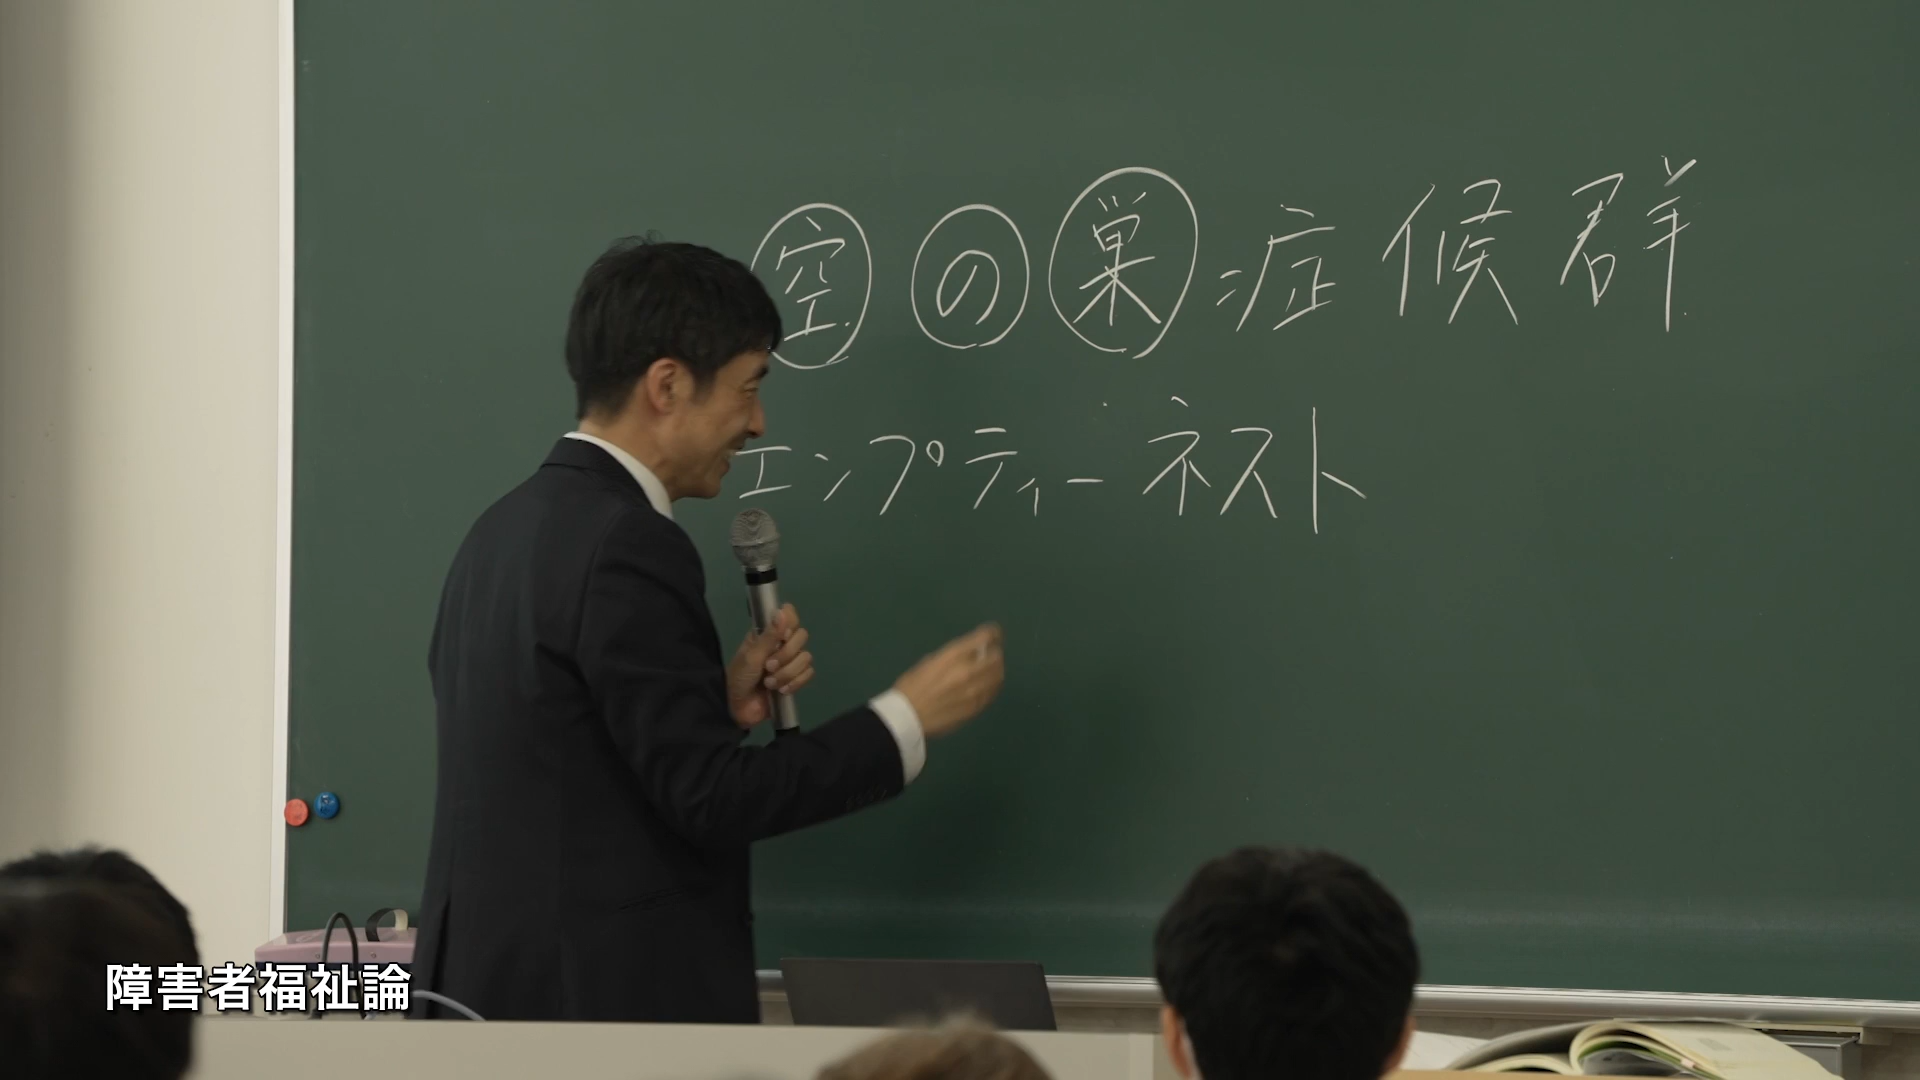 空の巣症候群
エンプティーネスト
障害者福祉論